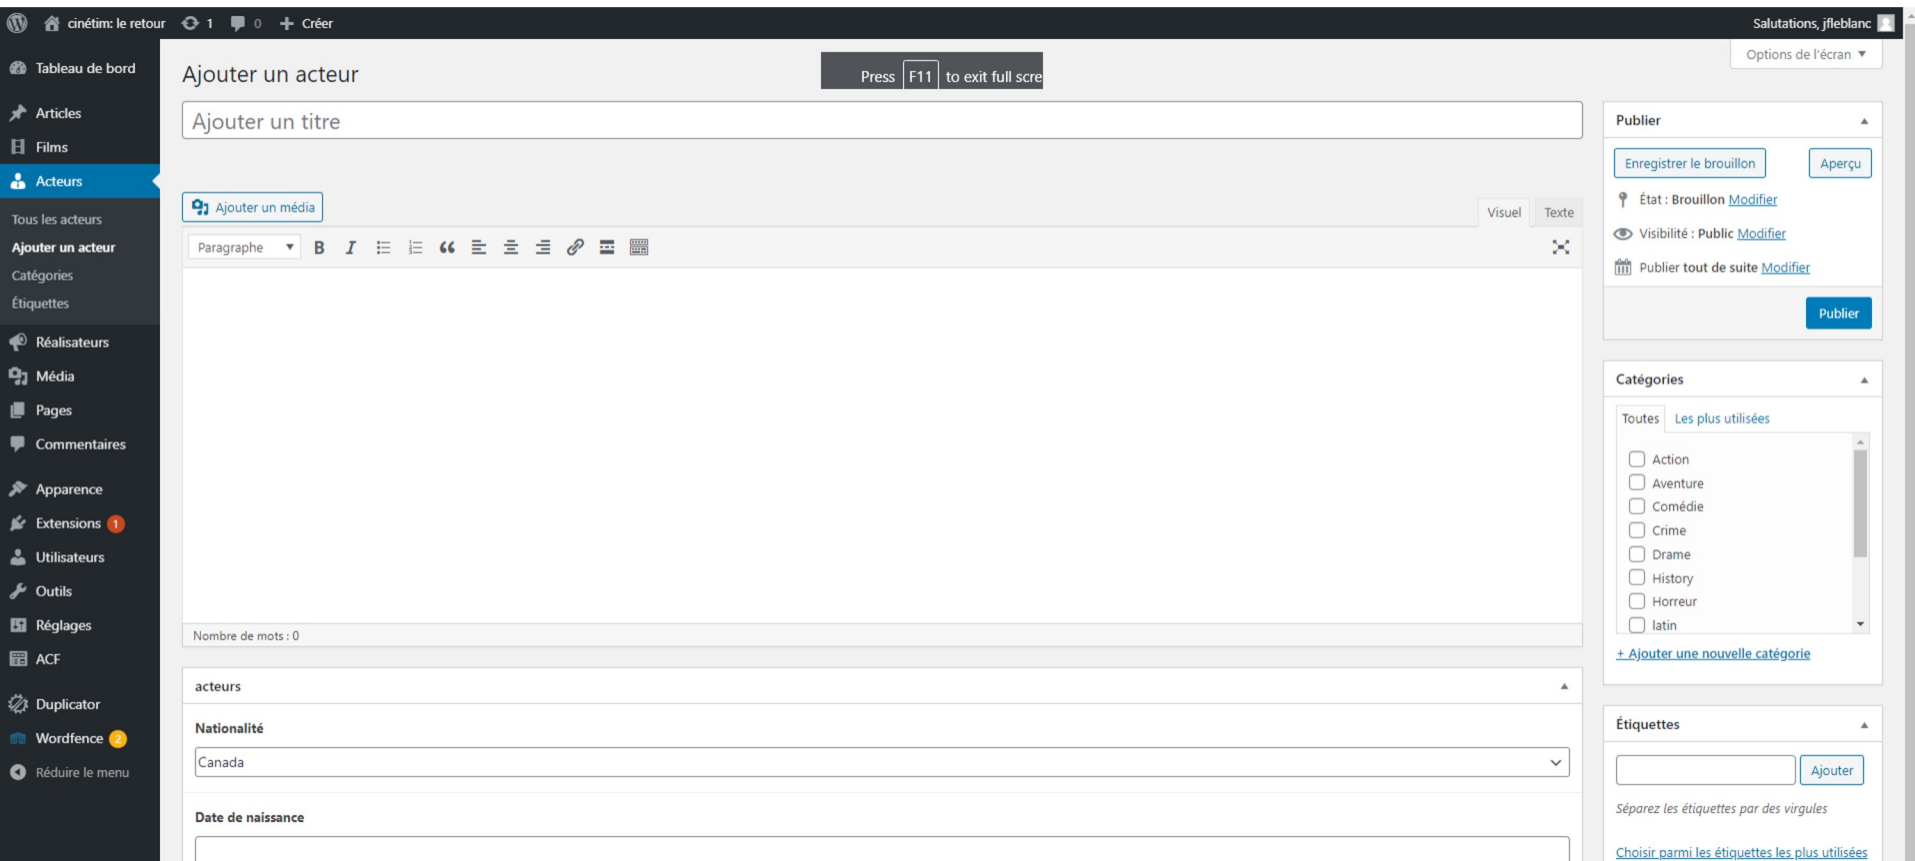 cinétim: le retour 1 0 + Créer Salutations, jfleblanc
Options de l'écran ▼
Tableau de bord
Articles
Films
Acteurs
Tous les acteurs
Ajouter un acteur
Catégories
Étiquettes
Réalisateurs
Média
Pages
Commentaires
Apparence
Extensions 1
Utilisateurs
Outils
Réglages
ACF
Duplicator
Wordfence 2
Réduire le menu
Ajouter un acteur
Press F11 to exit full scre
Ajouter un titre
Ajouter un média
Visuel Texte
Paragraphe ▼ B I
Nombre de mots : 0
acteurs
Nationalité
Canada
Date de naissance
Publier
Enregistrer le brouillon Aperçu
État : Brouillon Modifier
Visibilité : Public Modifier
Publier tout de suite Modifier
Publier
Catégories
Toutes Les plus utilisées
Action
Aventure
Comédie
Crime
Drame
History
Horreur
latin
+ Ajouter une nouvelle catégorie
Étiquettes
Ajouter
Séparez les étiquettes par des virgules
Choisir parmi les étiquettes les plus utilisées